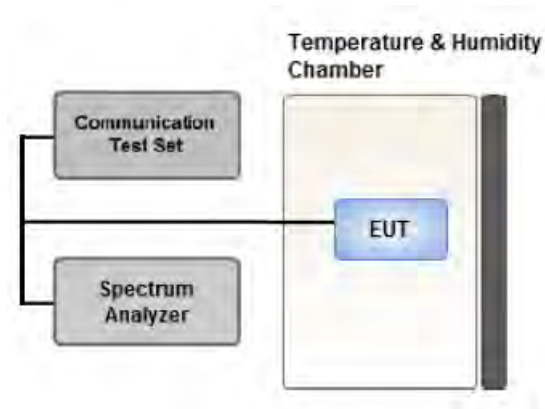 Temperature & Humidity
Chamber
Communication
Test Set
EUT
Spectrum
Analyzer